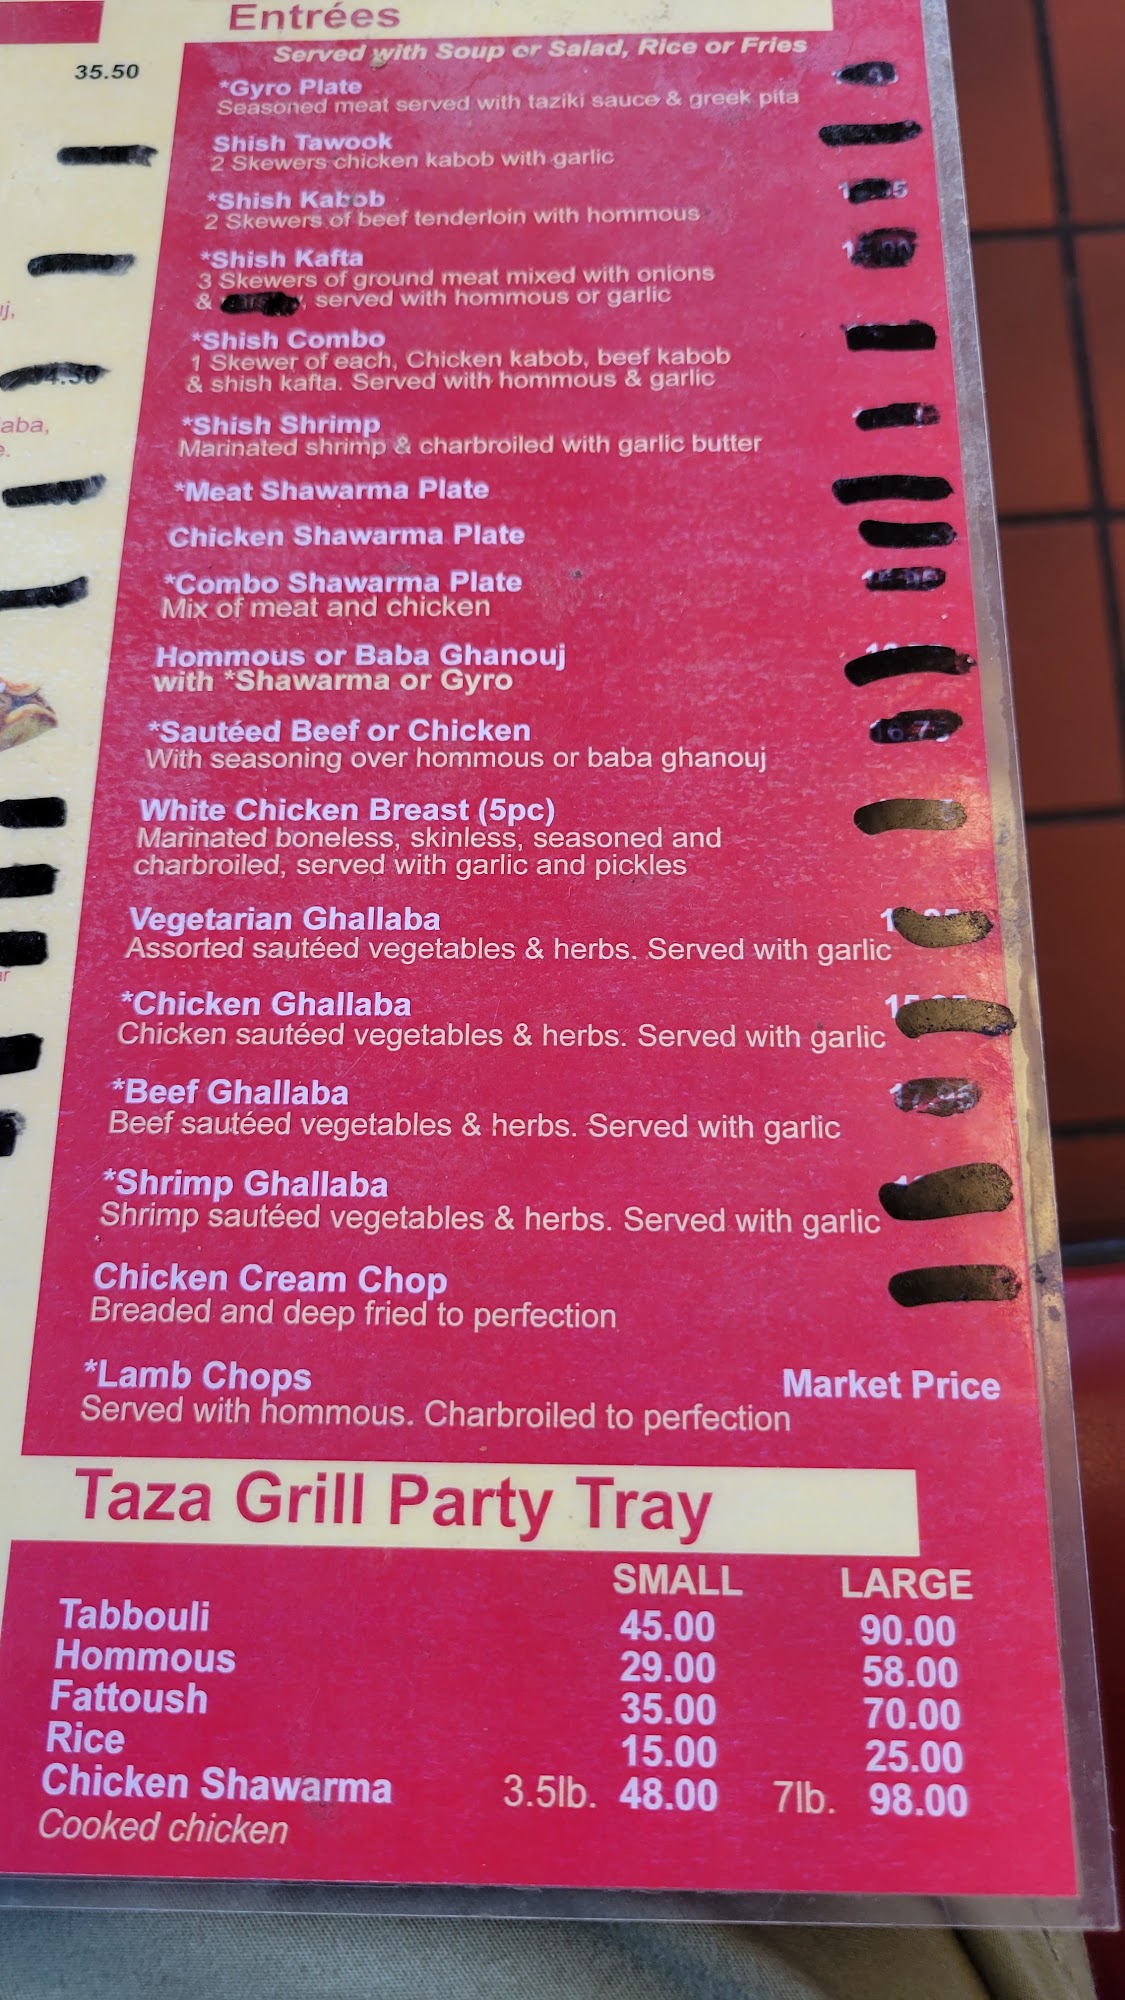 Entrées
Served with Soup or Salad, Rice or Fries
35.50
*Gyro Plate
Seasoned meat served with taziki sauce & greek pita
Shish Tawook
2 Skewers chicken kabob with garlic
*Shish Kabob
2 Skewers of beef tenderloin with hommous
*Shish Kafta
3 Skewers of ground meat mixed with onions
& , served with hommous or garlic
*Shish Combo
1 Skewer of each, Chicken kabob, beef kabob
& shish kafta. Served with hommous & garlic
*Shish Shrimp
Marinated shrimp & charbroiled with garlic butter
*Meat Shawarma Plate
Chicken Shawarma Plate
*Combo Shawarma Plate
Mix of meat and chicken
Hommous or Baba Ghanouj
with *Shawarma or Gyro
*Sautéed Beef or Chicken
With seasoning over hommous or baba ghanouj
White Chicken Breast (5pc)
Marinated boneless, skinless, seasoned and
charbroiled, served with garlic and pickles
Vegetarian Ghallaba
Assorted sautéed vegetables & herbs. Served with garlic
*Chicken Ghallaba
Chicken sautéed vegetables & herbs. Served with garlic
*Beef Ghallaba
Beef sautéed vegetables & herbs. Served with garlic
*Shrimp Ghallaba
Shrimp sautéed vegetables & herbs. Served with garlic
Chicken Cream Chop
Breaded and deep fried to perfection
*Lamb Chops Market Price
Served with hommous. Charbroiled to perfection
Taza Grill Party Tray
SMALL LARGE
Tabbouli 45.00 90.00
Hommous 29.00 58.00
Fattoush 35.00 70.00
Rice 15.00 25.00
Chicken Shawarma 3.5lb. 48.00 7lb. 98.00
Cooked chicken